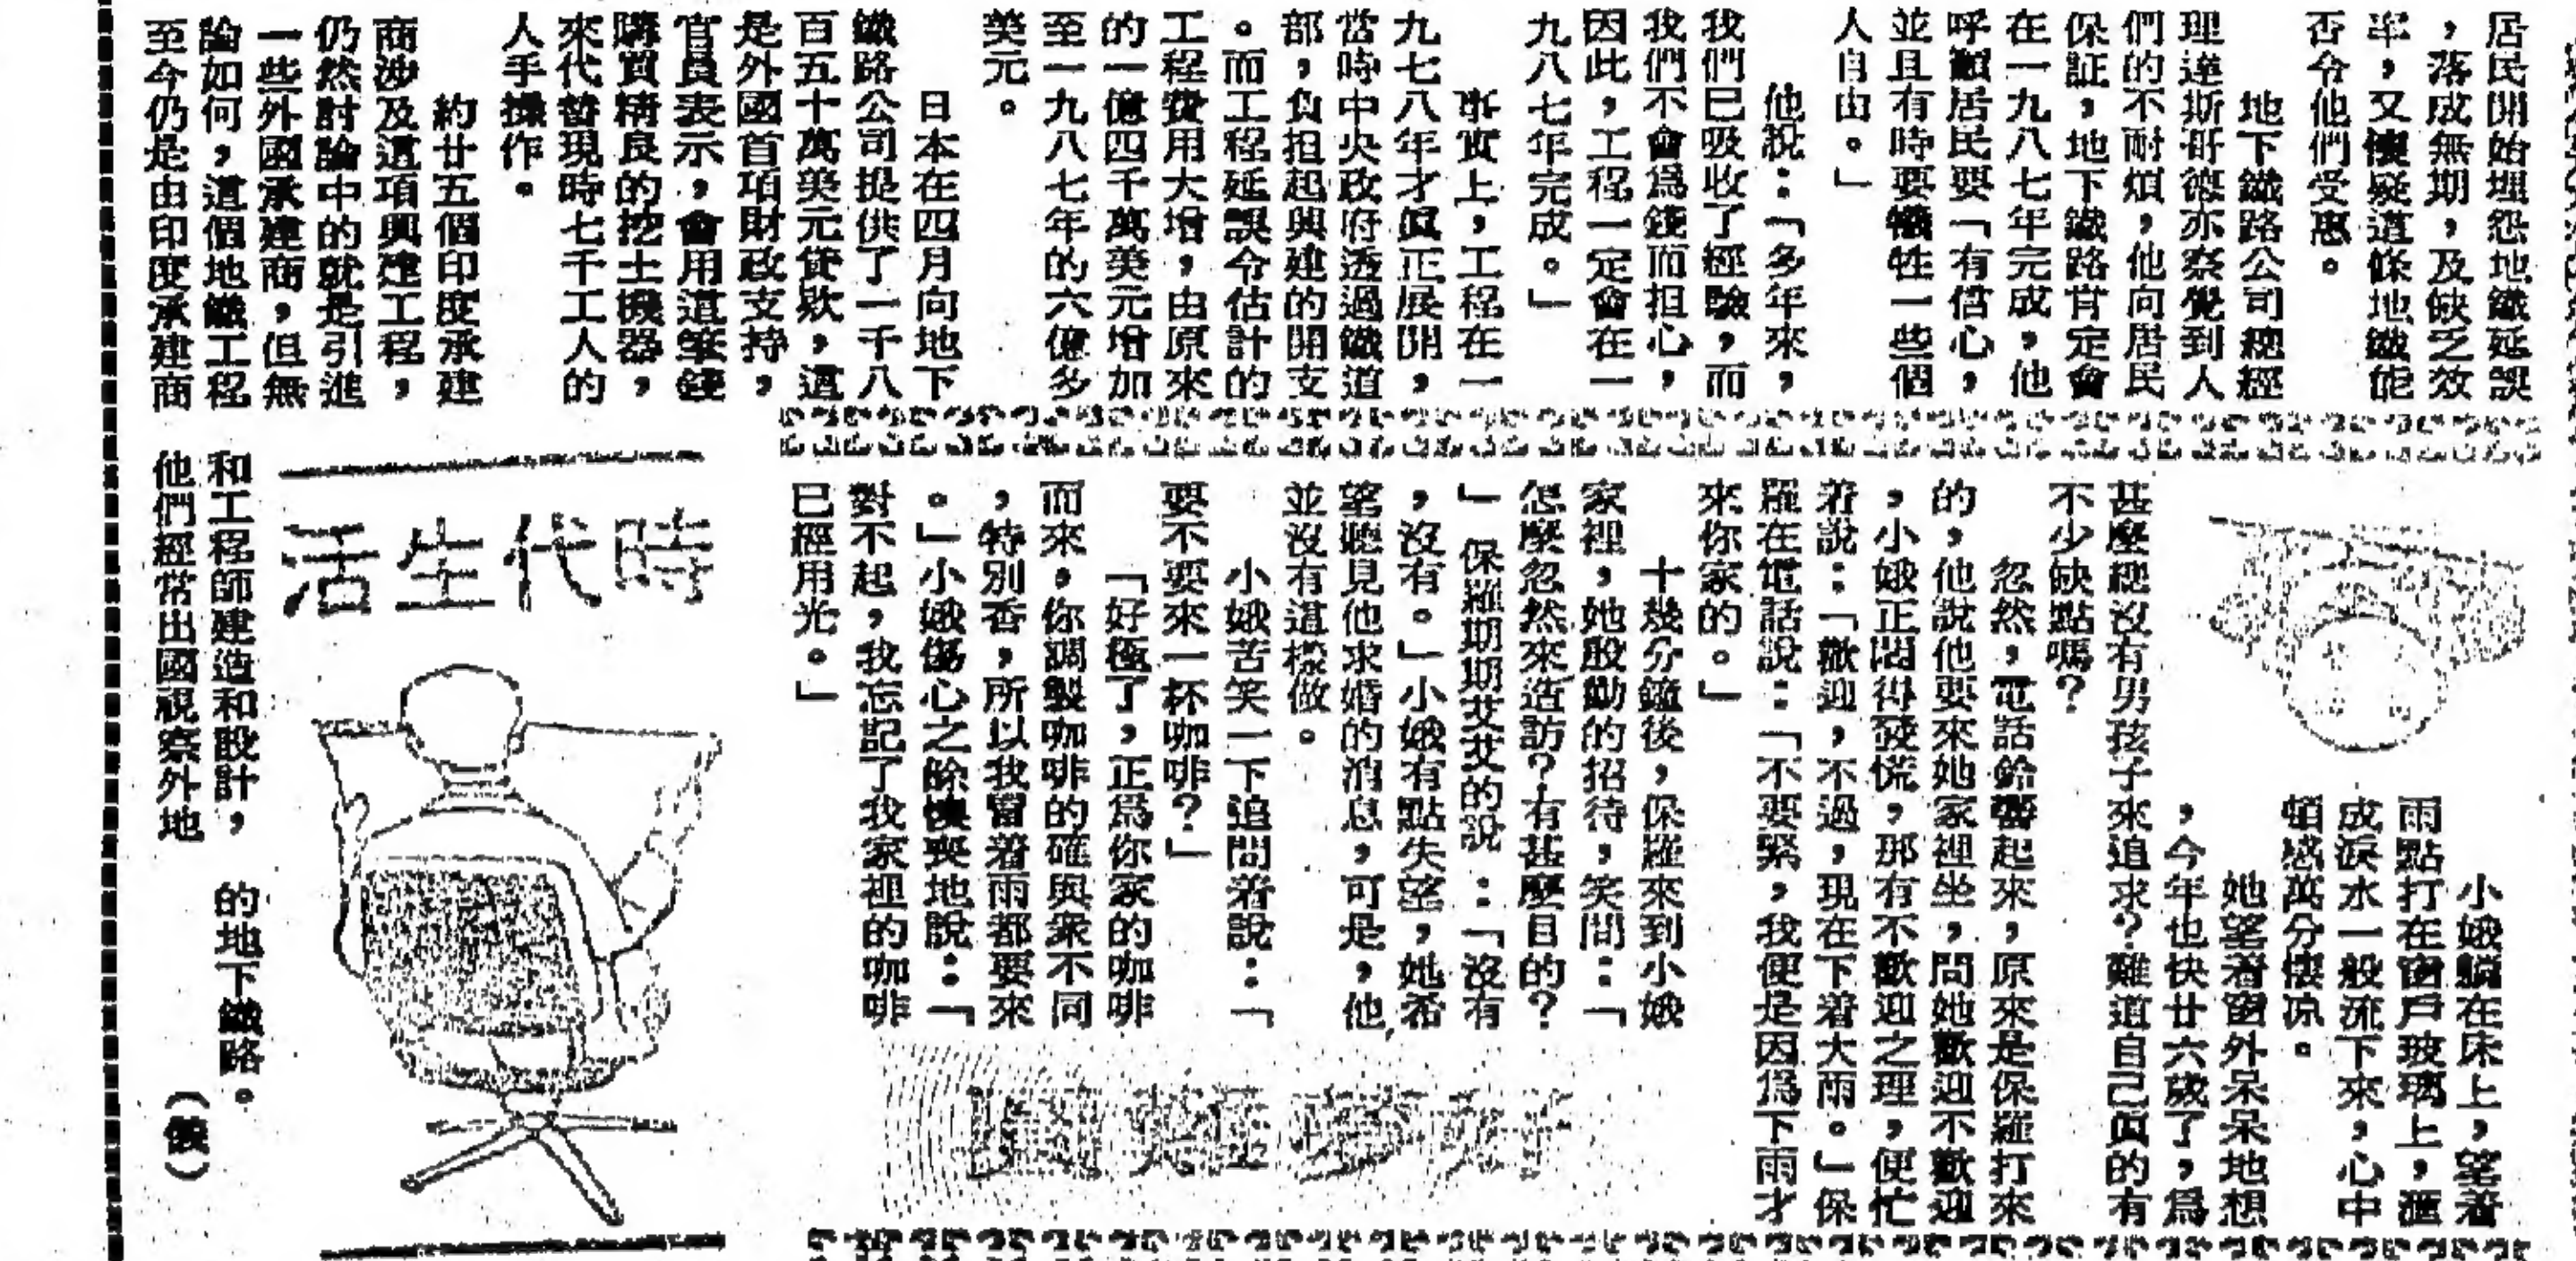 居民開始埋怨地鐵延誤
，落成無期，及缺乏效
率，又懷疑這條地鐵能
否令他們受惠。
地下鐵路公司總經
理達斯哥德亦察覺到人
們的不耐煩，他向居民
保証，地下鐵路肯定會
在一九八七年完成，他
呼籲居民要「有信心，
並且有時要犧牲一些個
人自由。」
他說：「多年來，
我們已吸收了經驗，而
我們不會爲錢而担心，
因此，工程一定會在一
九八七年完成。」
事實上，工程在一
九七八年才眞正展開，
當時中央政府透過鐵道
部，負担起興建的開支
。而工程延誤令估計的
工程費用大增，由原來
的一億四千萬美元增加
至一九八七年的六億多
美元。
日本在四月向地下
鐵路公司提供了一千八
百五十萬美元貸欵，這
是外國首項財政支持，
官員表示，會用這筆錢
購買精良的挖土機器，
來代替現時七千工人的
人手操作。
約廿五個印度承建
商涉及這項興建工程，
仍然討論中的就是引進
一些外國承建商，但無
論如何，這個地鐵工程
至今仍是由印度承建商
和工程師建造和設計，
他們經常出國視察外地
的地下鐵路。
時代生活
小娥躺在床上，望着
雨點打在窗戶玻璃上，滙
成淚水一般流下來，心中
頓感萬分悽凉。
她望着窗外呆呆地想
，今年也快廿六歲了，爲
甚麼總沒有男孩子來追求？難道自己眞的有
不少缺點嗎？
忽然，電話鈴響起來，原來是保羅打來
的，他說他要來她家裡坐，問她歡迎不歡迎
，小娥正悶得發慌，那有不歡迎之理，便忙
着說：「歡迎，不過，現在下着大雨。」保
羅在電話說：「不要緊，我便是因爲下雨才
來你家的。」
十幾分鐘後，保羅來到小娥
家裡，她殷勤的招待，笑問：「
怎麼忽然來造訪？有甚麼目的？
」保羅期期艾艾的說：「沒有
，沒有。」小娥有點失望，她希
望聽見他求婚的消息，可是，他
並沒有這樣做。
小娥苦笑一下追問着說：「
要不要來一杯咖啡？」
「好極了，正爲你家的咖啡
而來，你調製咖啡的確與衆不同
，特別香，所以我冒着雨都要來
。」小娥傷心之餘懊喪地說：「
對不起，我忘記了我家裡的咖啡
已經用光。」